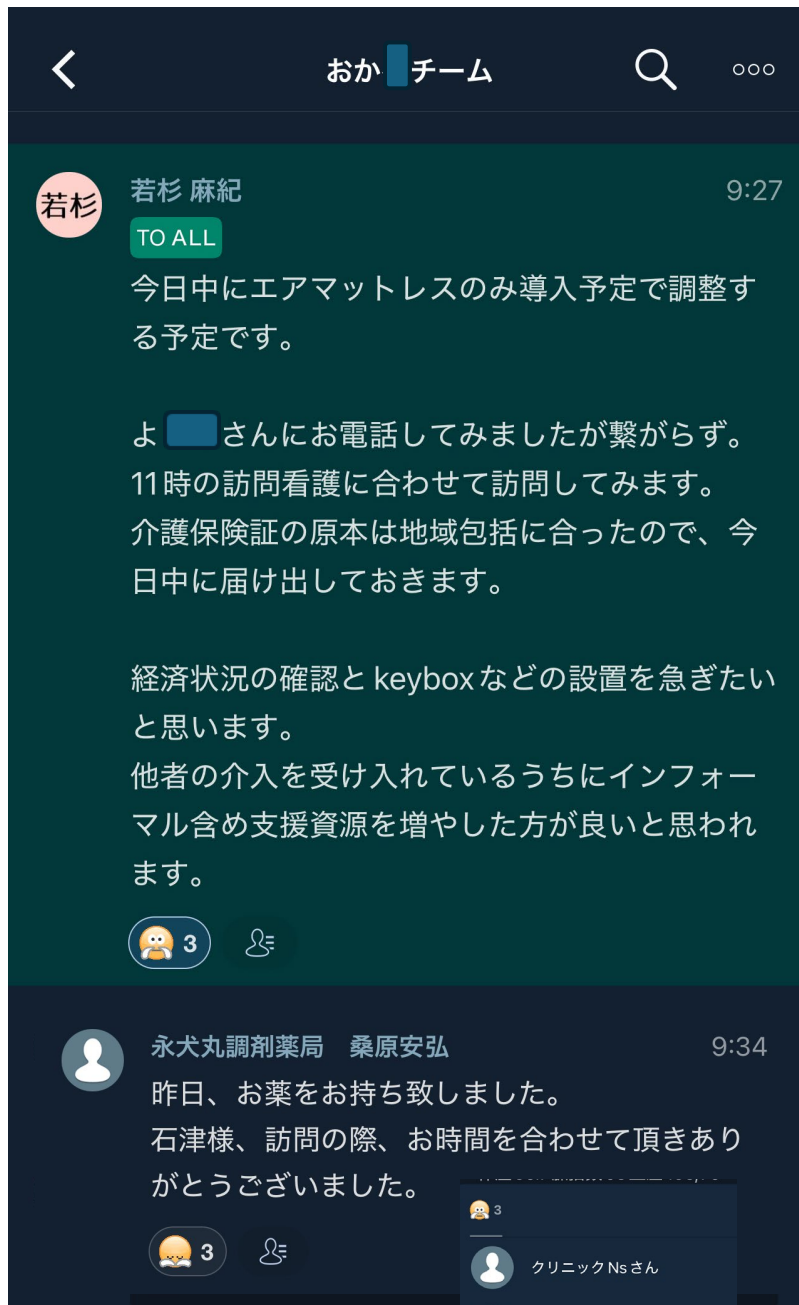 おか チーム
若杉
若杉 麻紀
9:27
TO ALL
今日中にエアマットレスのみ導入予定で調整す
る予定です。
よ さんにお電話してみましたが繋がらず。
11時の訪問看護に合わせて訪問してみます。
介護保険証の原本は地域包括に合ったので、今
日中に届け出しておきます。
経済状況の確認とkeyboxなどの設置を急ぎたい
と思います。
他者の介入を受け入れているうちにインフォー
マル含め支援資源を増やした方が良いと思われ
ます。
3
永犬丸調剤薬局 桑原安弘
9:34
昨日、お薬をお持ち致しました。
石津様、訪問の際、お時間を合わせて頂きあり
がとうございました。
3
3
クリニックNsさん